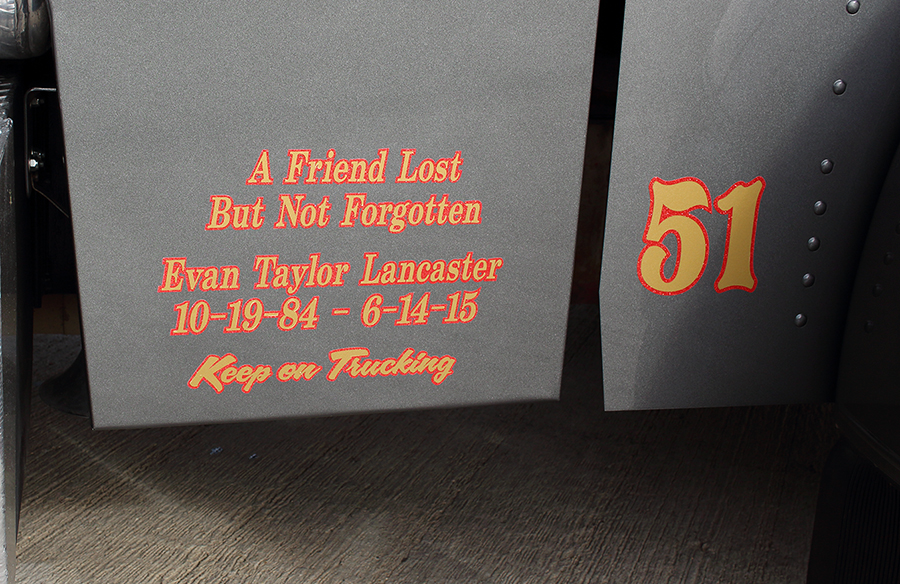 A Friend Lost
But Not Forgotten
Evan Taylor Lancaster
10-19-84 - 6-14-15
Keep on Trucking
51